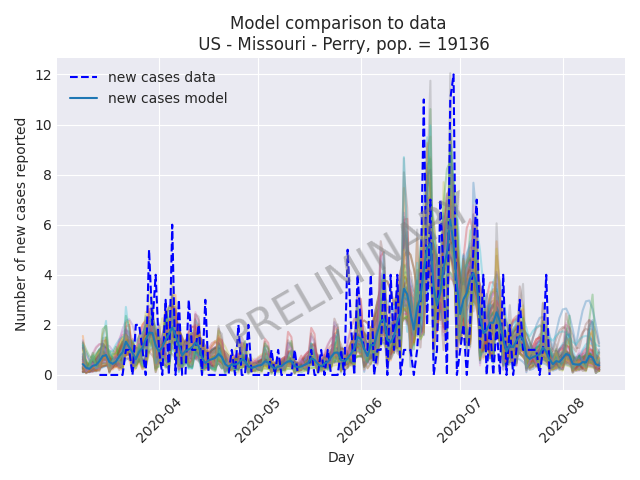 Model comparison to data
US - Missouri - Perry, pop. = 19136
new cases data
new cases model
PRELIMINARY
Number of new cases reported
12
10
8
6
4
2
0
2020-04
2020-05
2020-06
2020-07
2020-08
Day